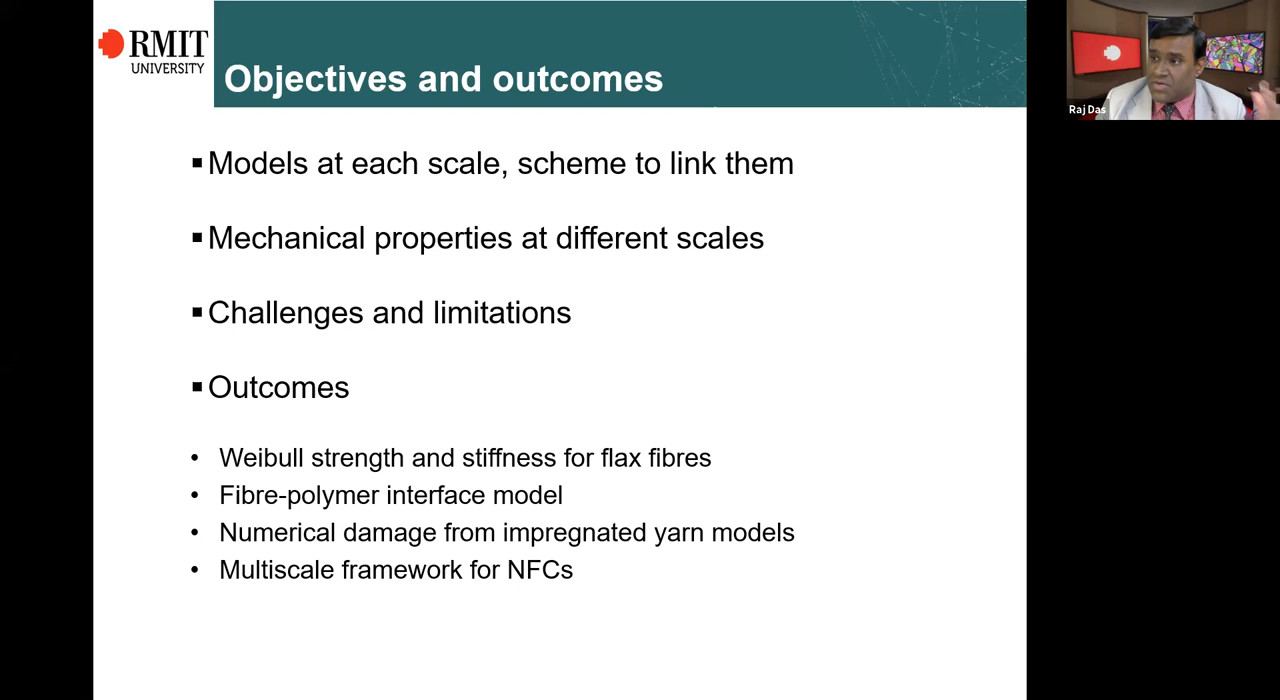 RMIT
UNIVERSITY
Objectives and outcomes
Raj Das
▪Models at each scale, scheme to link them
▪Mechanical properties at different scales
▪Challenges and limitations
▪Outcomes
• Weibull strength and stiffness for flax fibres
• Fibre-polymer interface model
• Numerical damage from impregnated yarn models
• Multiscale framework for NFCs